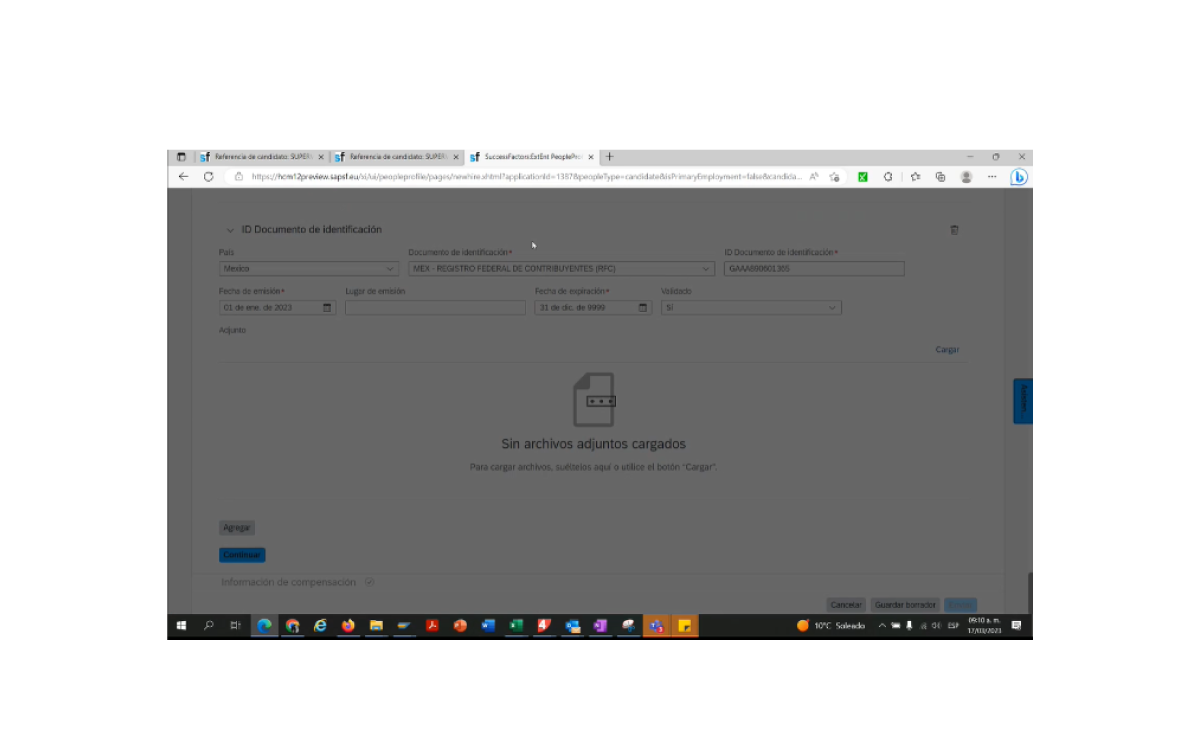 Referencia de candidato: SUPER
Referencia de candidato: SUPER
SuccessFactors:ExtEnt PeoplePro
https://hcm12preview.sapsf.eu/xi/ui/peopleprofile/pages/newhire.xhtml?applicationId=13878peopleType=candidate&isPrimaryEmployment=false&candida...
ID Documento de identificación
País
Documento de identificación*
ID Documento de identificación*
Mexico
MEX - REGISTRO FEDERAL DE CONTRIBUYENTES (RFC)
Fecha de emisión*
Lugar de emisión
Fecha de expiración*
Validado
01 de ene. de 2023
31 de dic. de 9999
Sí
Adjunto
Cargar
Sin archivos adjuntos cargados
Para cargar archivos, suéltelos aquí o utilice el botón "Cargar".
Agregar
Continuar
Información de compensación
Cancelar
Guardar borrador
10°C Soleado
ESP
09:10 a. m.
17/03/2023